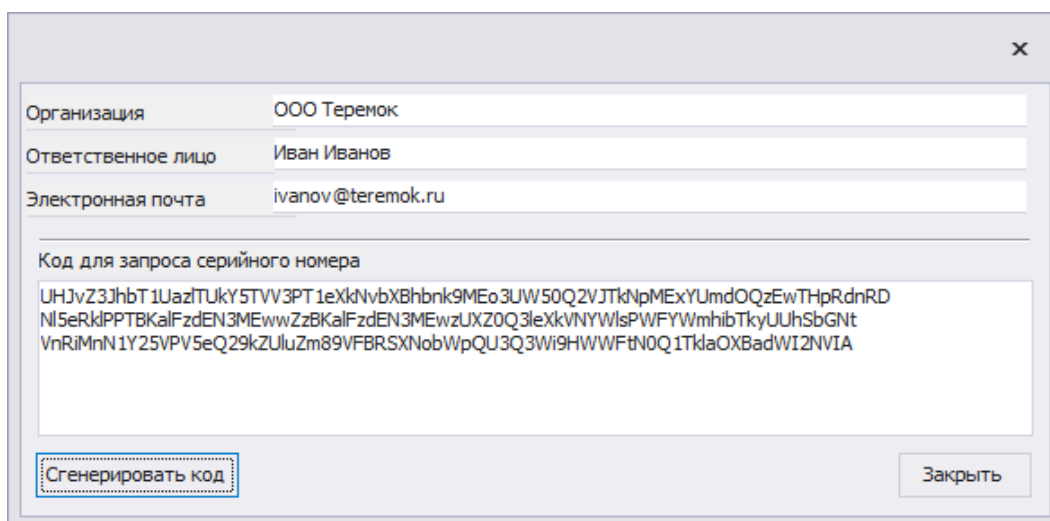 Организация
ООО Теремок
Ответственное лицо
Иван Иванов
Электронная почта
ivanov@teremok.ru
Код для запроса серийного номера
UHJvZ3JhbT1UazlTUkY5TVV3PT1eXkNvbXBhbnk9MEo3UW50Q2VJTkNpMExYUmdOQzEwTHpRdnRD
Nl5eRklPPTBKalFzdEN3MEwwZzBKalFzdEN3MEwzUXZ0Q3leXkVNYWlsPWFYWmhibTkyUUhSbGNt
VnRiMnN1Y25VPV5eQ29kZUluZm89VFBRSXNobWpQU3Q3Wi9HWWFtN0Q1TklaOXBadWI2NVIA
Сгенерировать код
Закрыть